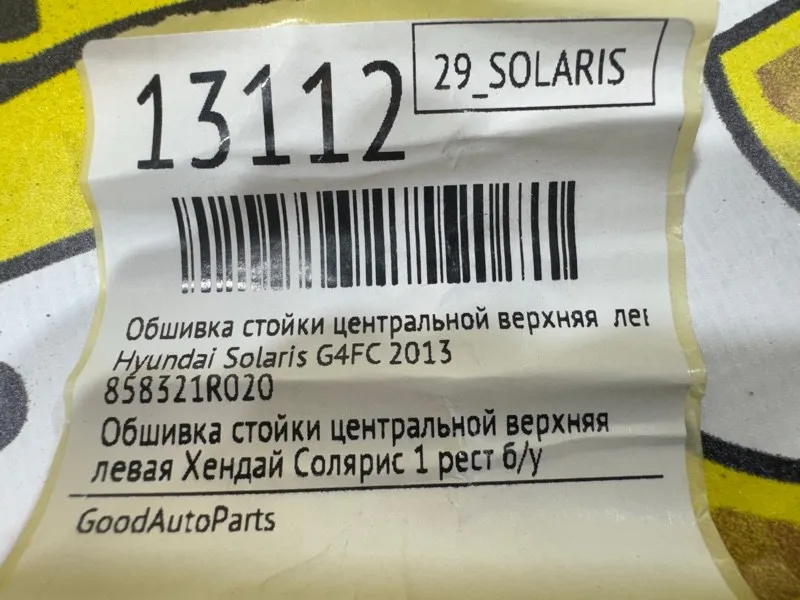 13112
29_SOLARIS
Обшивка стойки центральной верхняя лев
Hyundai Solaris G4FC 2013
858321R020
Обшивка стойки центральной верхняя
левая Хендай Солярис 1 рест б/у
GoodAutoParts